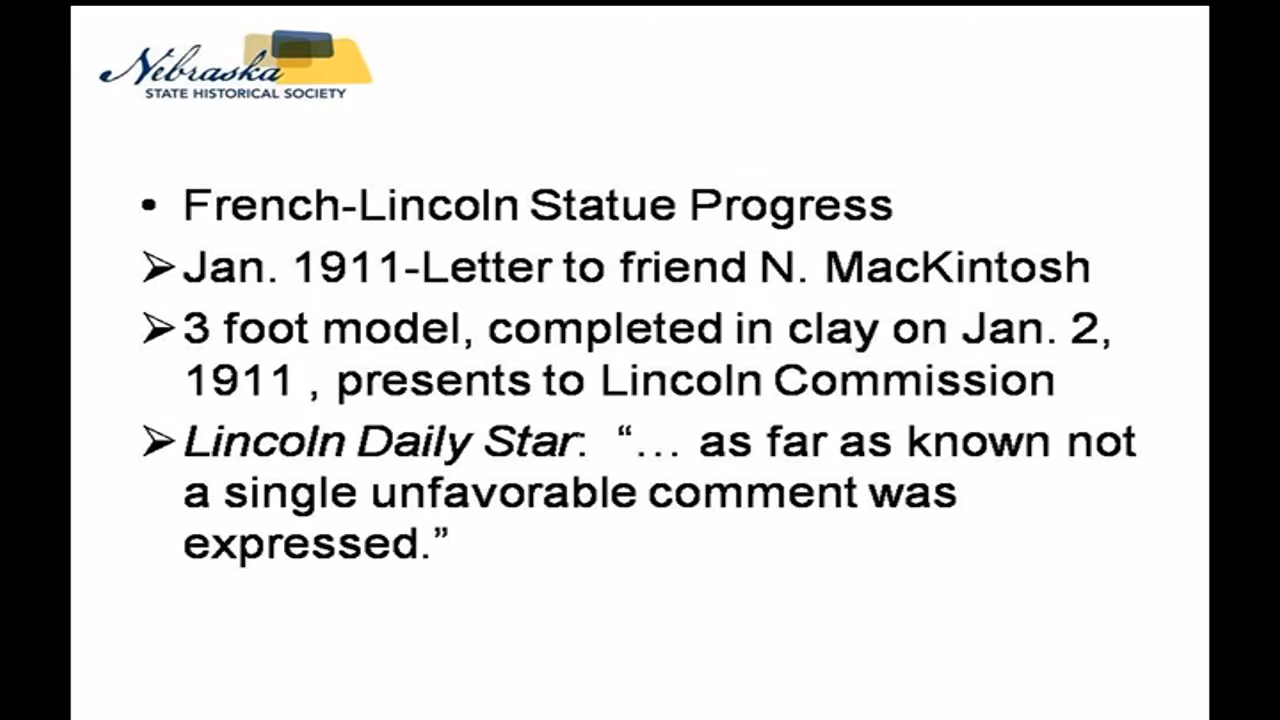 Nebraska
STATE HISTORICAL SOCIETY
• French-Lincoln Statue Progress
➢ Jan. 1911-Letter to friend N. MacKintosh
➢ 3 foot model, completed in clay on Jan. 2,
1911 , presents to Lincoln Commission
➢ Lincoln Daily Star: “… as far as known not
a single unfavorable comment was
expressed.”